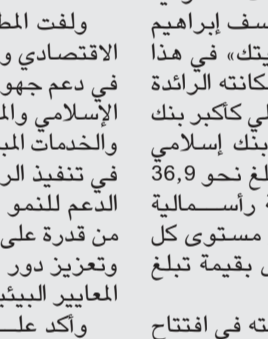 سف إبراهيم
يتك» في هذا
كانته الرائدة
لي كأكبر بنك
بنك إسلامي
لغ نحو 36,9
رأسـمالية
مستوى كل
بقيمة تبلغ
ته في افتتاح
ولفت المط
الاقتصادي و
في دعم جهو
الإسلامي والم
والخدمات المب
في تنفيذ الر
الدعم للنمو
من قدرة على
وتعزيز دور
المعايير البيئي
وأكد علـ